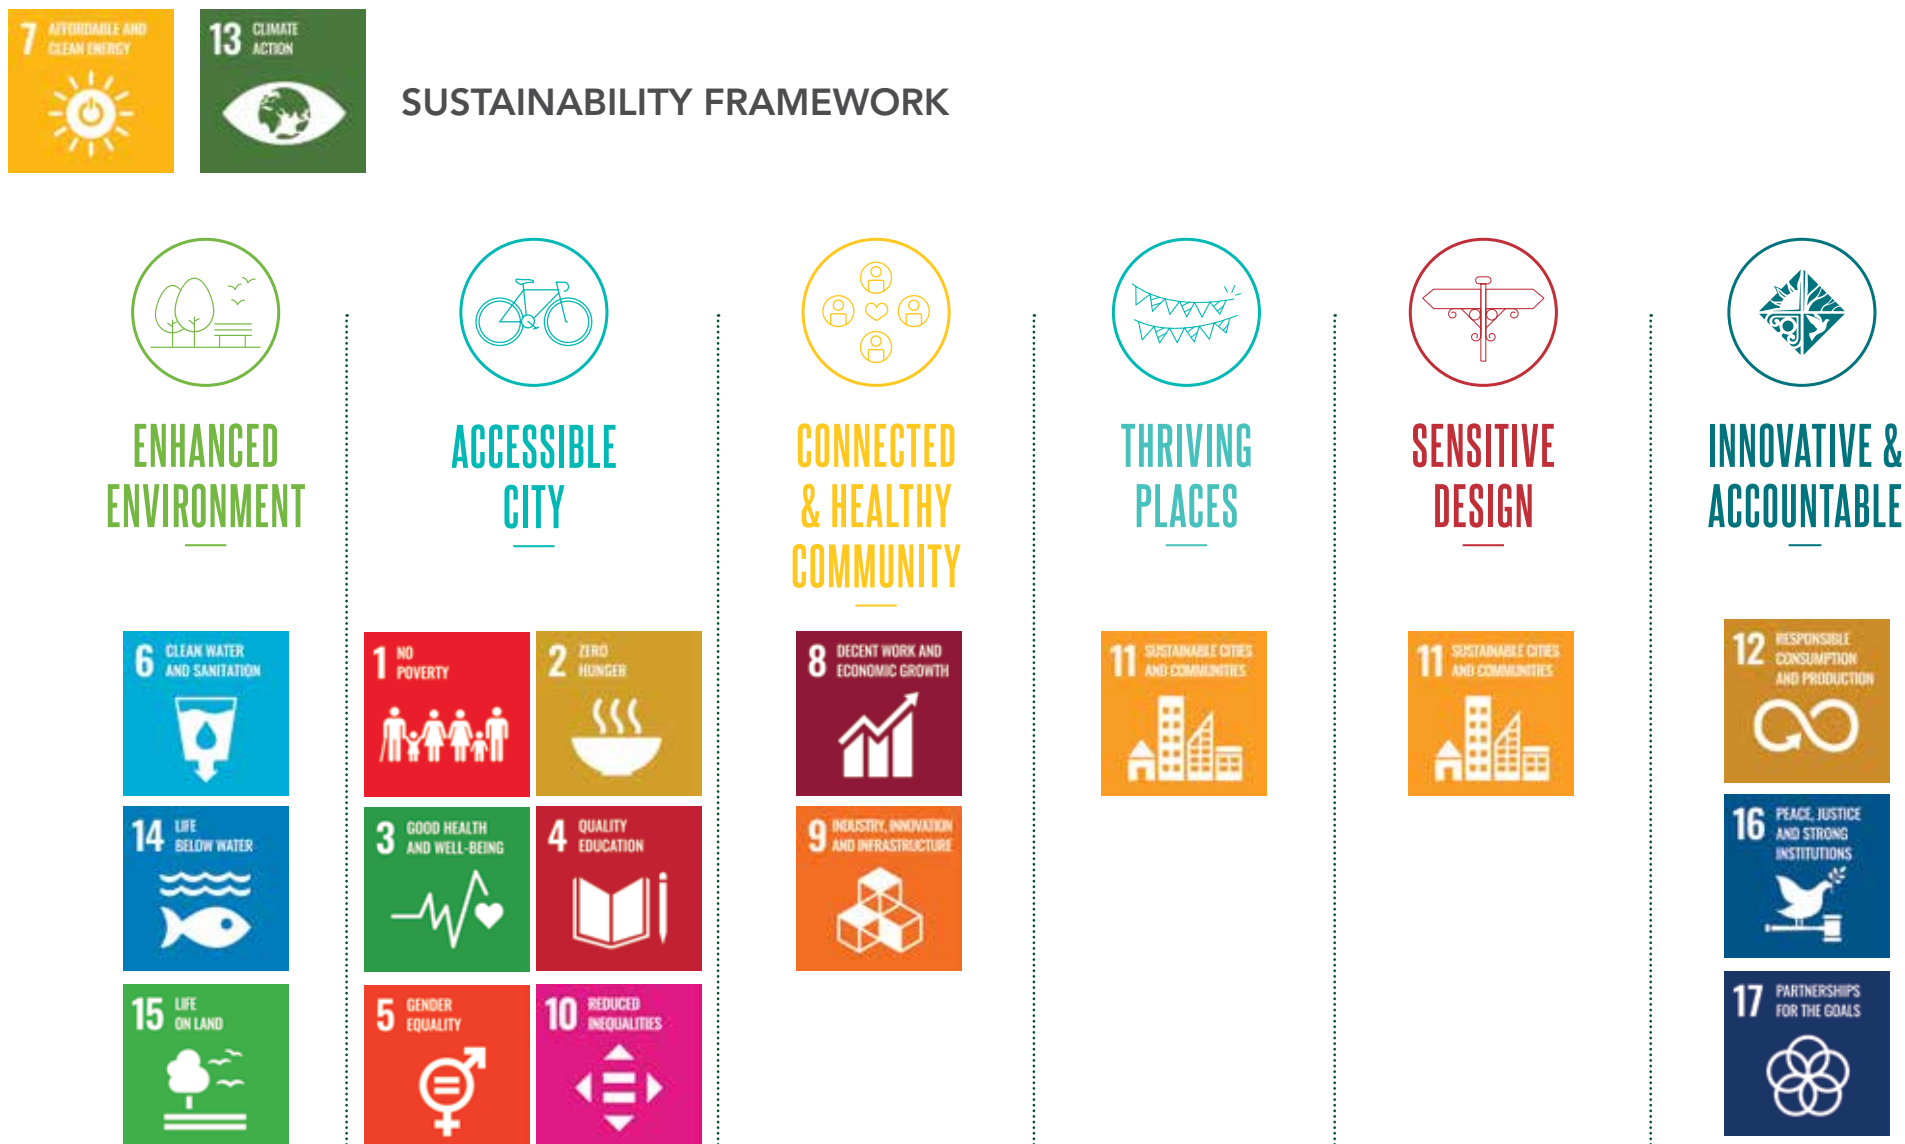 7 AFFORDABLE AND
CLEAN ENERGY
13 CLIMATE
ACTION
SUSTAINABILITY FRAMEWORK
ENHANCED
ENVIRONMENT
6 CLEAN WATER
AND SANITATION
14 LIFE
BELOW WATER
15 LIFE
ON LAND
ACCESSIBLE
CITY
1 NO
POVERTY
2 ZERO
HUNGER
3 GOOD HEALTH
AND WELL-BEING
4 QUALITY
EDUCATION
5 GENDER
EQUALITY
10 REDUCED
INEQUALITIES
CONNECTED
& HEALTHY
COMMUNITY
8 DECENT WORK AND
ECONOMIC GROWTH
9 INDUSTRY, INNOVATION
AND INFRASTRUCTURE
THRIVING
PLACES
11 SUSTAINABLE CITIES
AND COMMUNITIES
SENSITIVE
DESIGN
11 SUSTAINABLE CITIES
AND COMMUNITIES
INNOVATIVE &
ACCOUNTABLE
12 RESPONSIBLE
CONSUMPTION
AND PRODUCTION
16 PEACE, JUSTICE
AND STRONG
INSTITUTIONS
17 PARTNERSHIPS
FOR THE GOALS